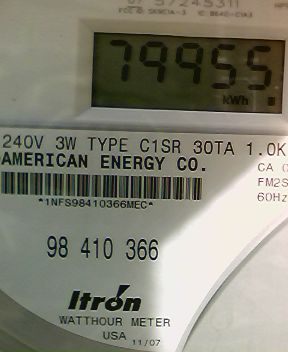 79955
kWh
240V 3W TYPE C1SR 30TA 1.0K
AMERICAN ENERGY CO.
CA 0
FM2S
60Hz
*1NFS98410366MEC*
98 410 366
Itron
WATTHOUR METER
USA 11/07